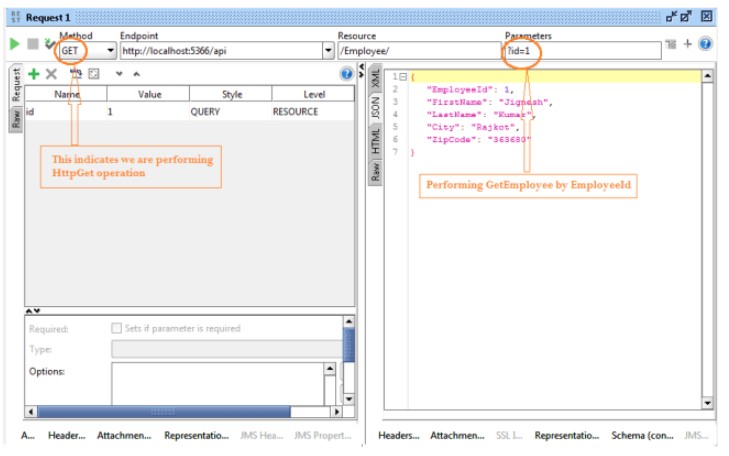 REST Request 1
Method Endpoint Resource Parameters
GET http://localhost:5366/api /Employee/ ?id=1
Request
Raw
Name Value Style Level
id 1 QUERY RESOURCE
This indicates we are performing
HttpGet operation
Required: Sets if parameter is required
Type:
Options:
A... Header... Attachmen... Representatio... JMS Hea... JMS Propert...
XML
JSON
HTML
Raw
1 {
2 "EmployeeId": 1,
3 "FirstName": "Jignesh",
4 "LastName": "Kumar",
5 "City": "Rajkot",
6 "ZipCode": "363680"
7 }
Performing GetEmployee by EmployeeId
Headers... Attachmen... SSL I... Representatio... Schema (con... JMS...